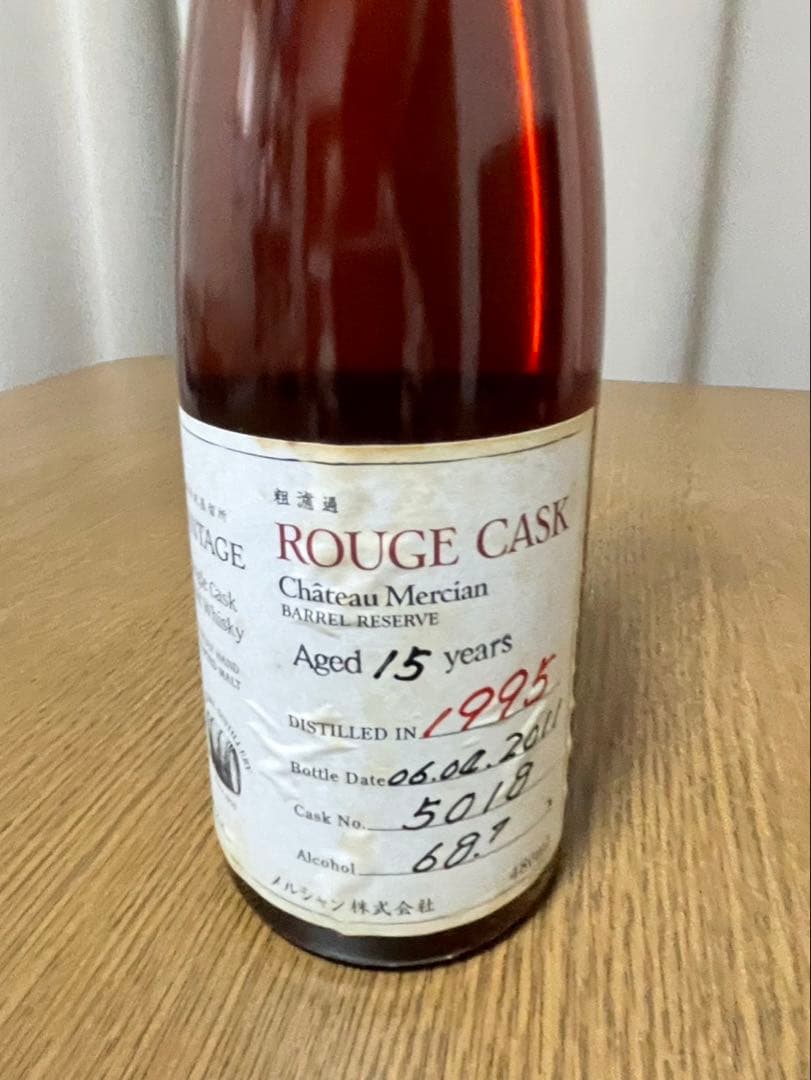 粗濾過
ROUGE CASK
Château Mercian
BARREL RESERVE
Aged 15 years
DISTILLED IN 1995
Bottle Date 06.02.2011
Cask No. 5018
Alcohol 68.7
メルシャン株式会社
TAGE
Cask
Whisky